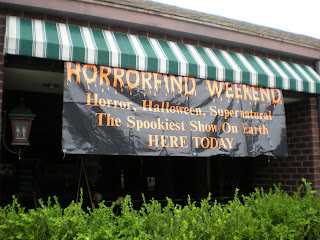 HORRORFIND WEEKEND
Horror, Halloween, Supernatural
The Spookiest Show On Earth
HERE TODAY